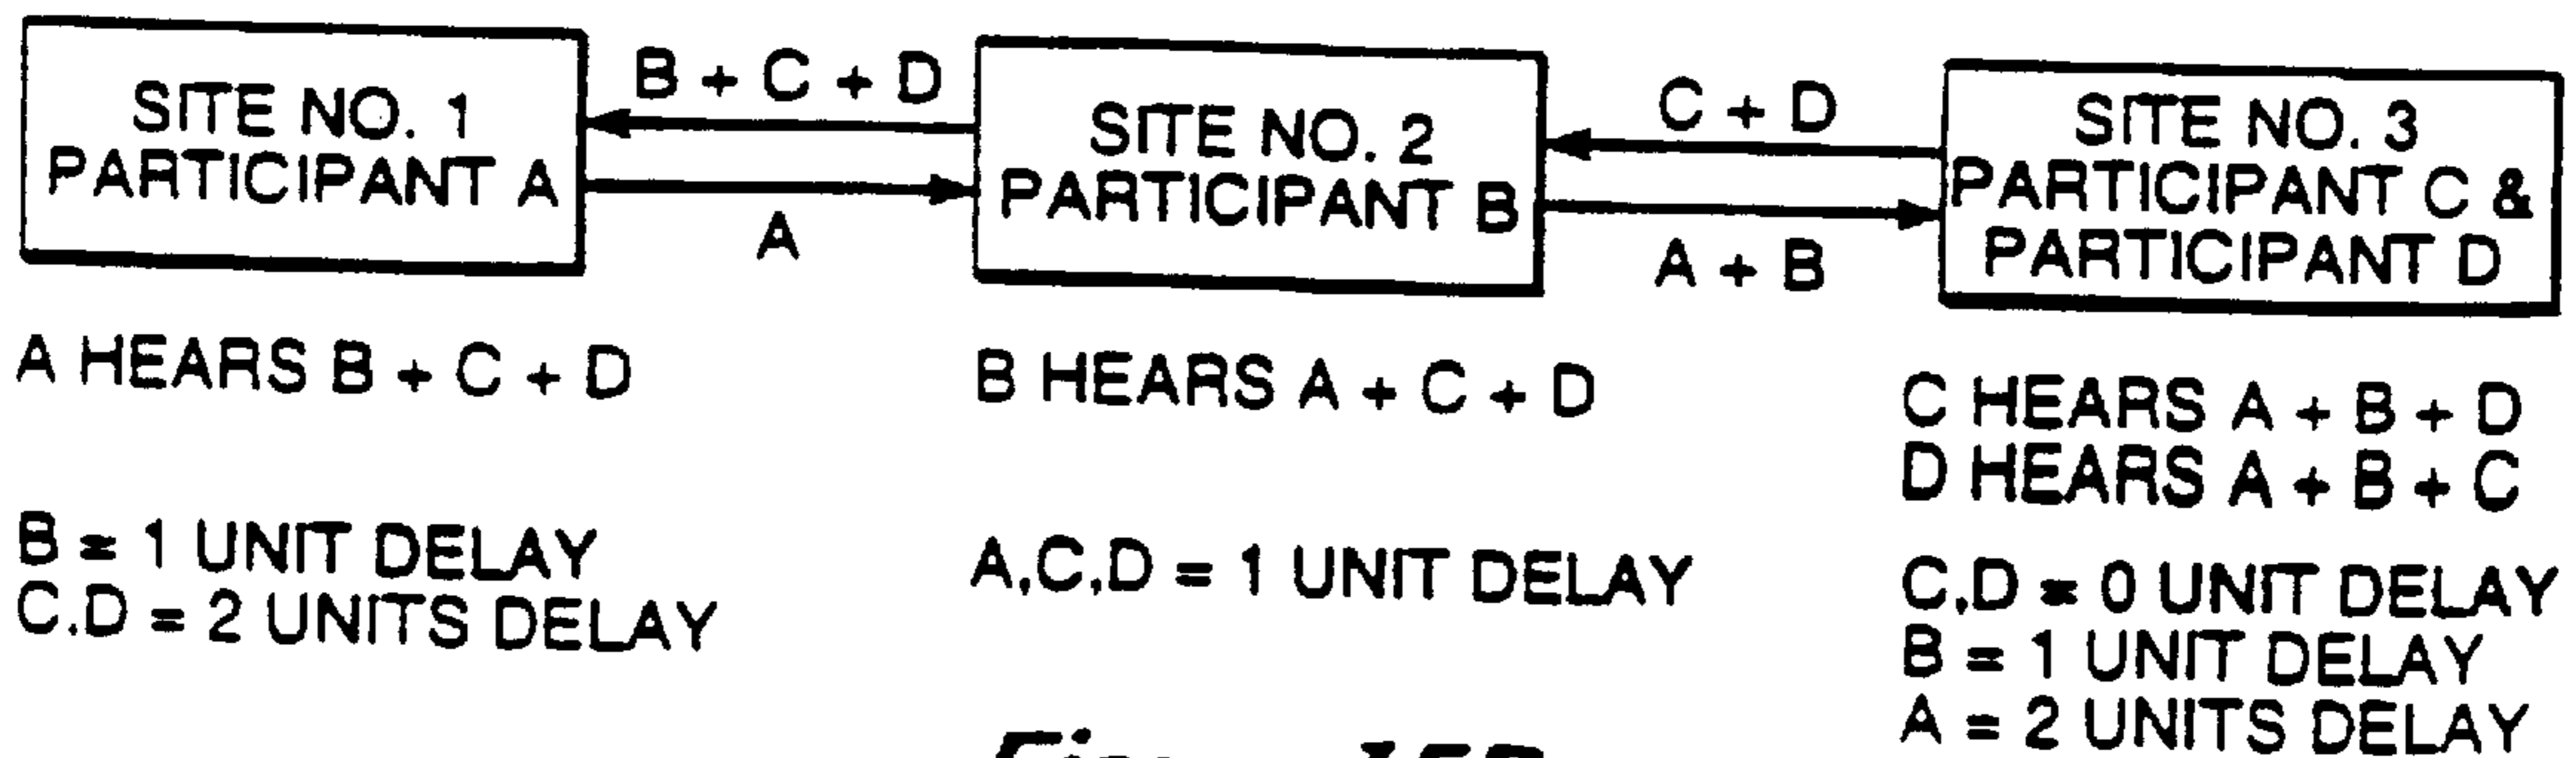 SITE NO. 1
PARTICIPANT A
B + C + D
A
SITE NO. 2
PARTICIPANT B
C + D
A + B
SITE NO. 3
PARTICIPANT C &
PARTICIPANT D
A HEARS B + C + D
B = 1 UNIT DELAY
C,D = 2 UNITS DELAY
B HEARS A + C + D
A,C,D = 1 UNIT DELAY
C HEARS A + B + D
D HEARS A + B + C
C,D = 0 UNIT DELAY
B = 1 UNIT DELAY
A = 2 UNITS DELAY